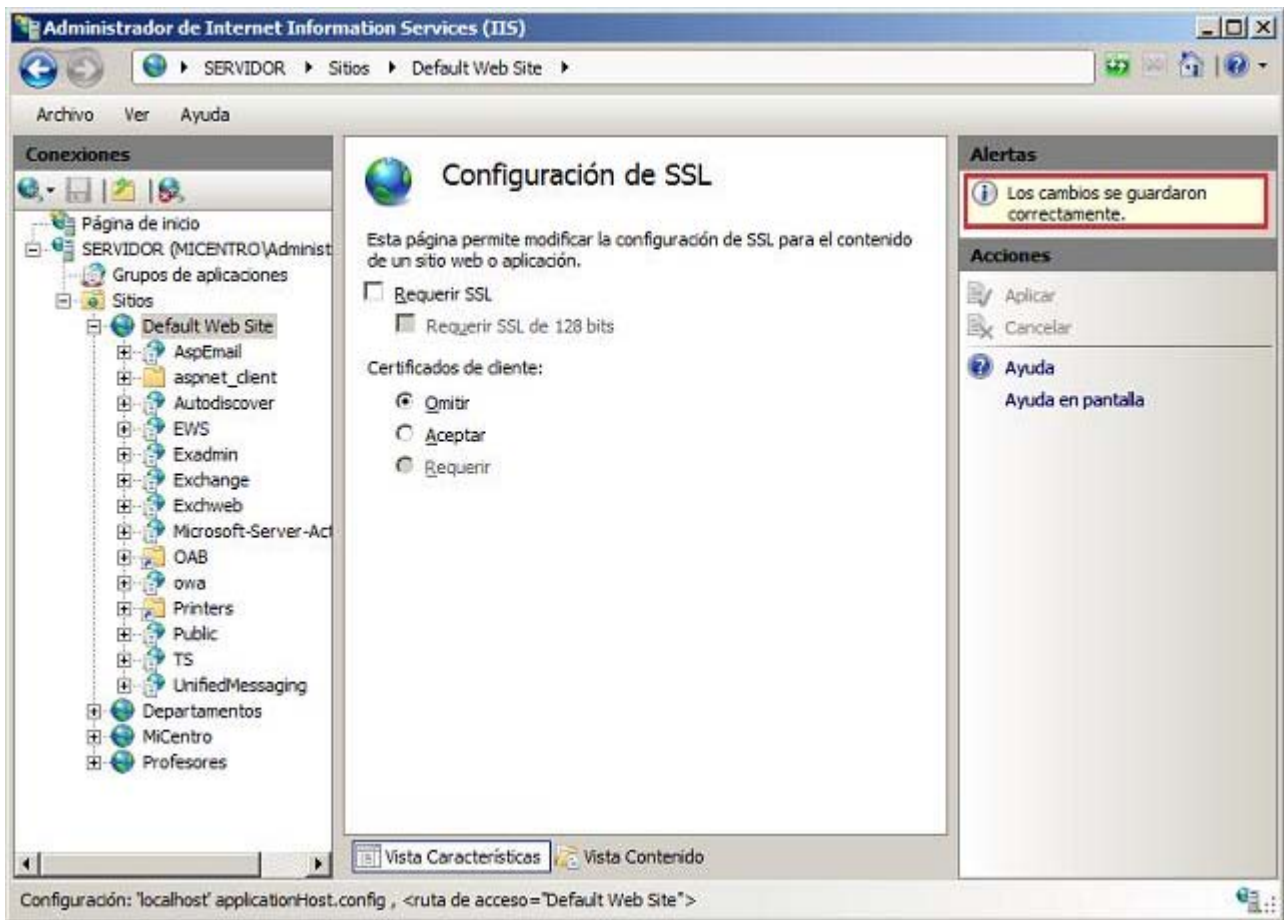 Administrador de Internet Information Services (IIS)
SERVIDOR Sitios Default Web Site
Archivo Ver Ayuda
Conexiones
Página de inicio
SERVIDOR (MICENTRO\Administ
Grupos de aplicaciones
Sitios
Default Web Site
AspEmail
aspnet_client
Autodiscover
EWS
Exadmin
Exchange
Exchweb
Microsoft-Server-Act
OAB
owa
Printers
Public
TS
UnifiedMessaging
Departamentos
MiCentro
Profesores
Configuración de SSL
Esta página permite modificar la configuración de SSL para el contenido
de un sitio web o aplicación.
Requerir SSL
Requerir SSL de 128 bits
Certificados de cliente:
Omitir
Aceptar
Requerir
Vista Características Vista Contenido
Alertas
Los cambios se guardaron
correctamente.
Acciones
Aplicar
Cancelar
Ayuda
Ayuda en pantalla
Configuración: 'localhost' applicationHost.config , <ruta de acceso="Default Web Site">